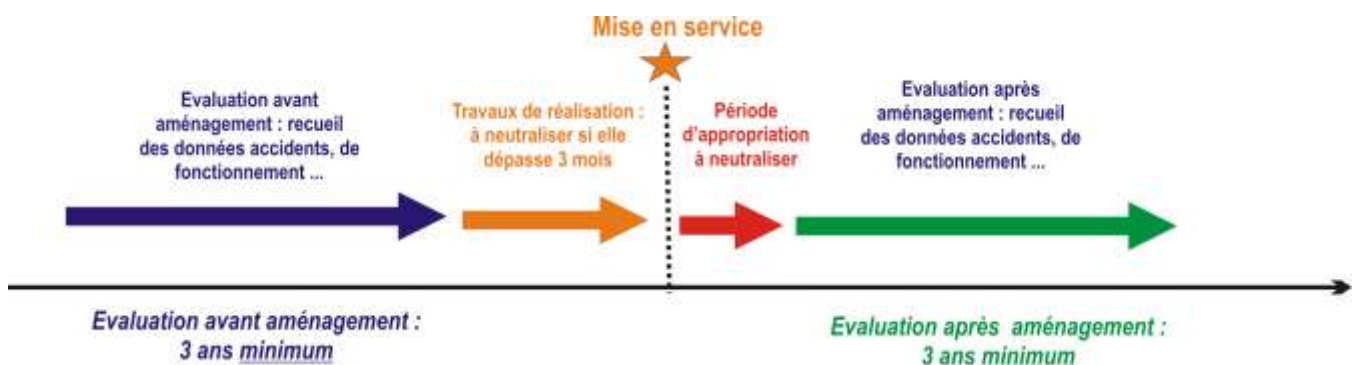 Mise en service
Evaluation avant
aménagement : recueil
des données accidents, de
fonctionnement ...
Travaux de réalisation :
à neutraliser si elle
dépasse 3 mois
Période
d'appropriation
à neutraliser
Evaluation après
aménagement : recueil
des données accidents, de
fonctionnement ...
Evaluation avant aménagement :
3 ans minimum
Evaluation après aménagement :
3 ans minimum